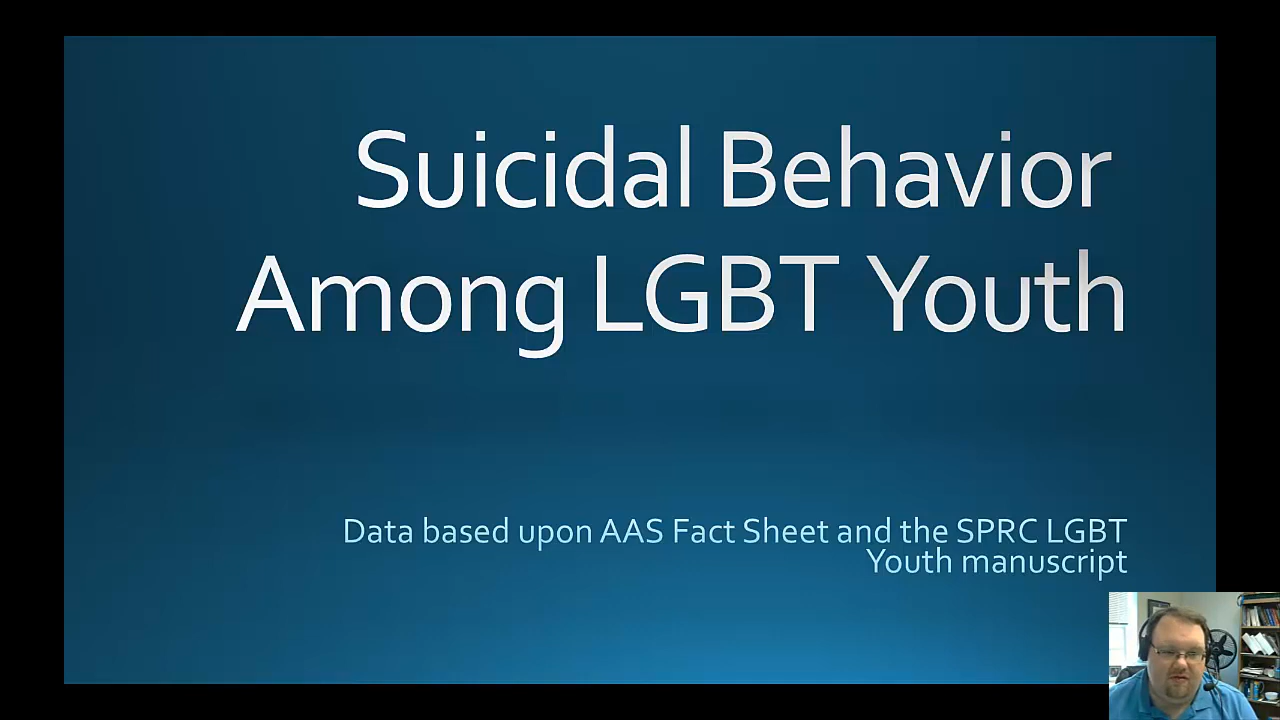 Suicidal Behavior
Among LGBT Youth
Data based upon AAS Fact Sheet and the SPRC LGBT
Youth manuscript